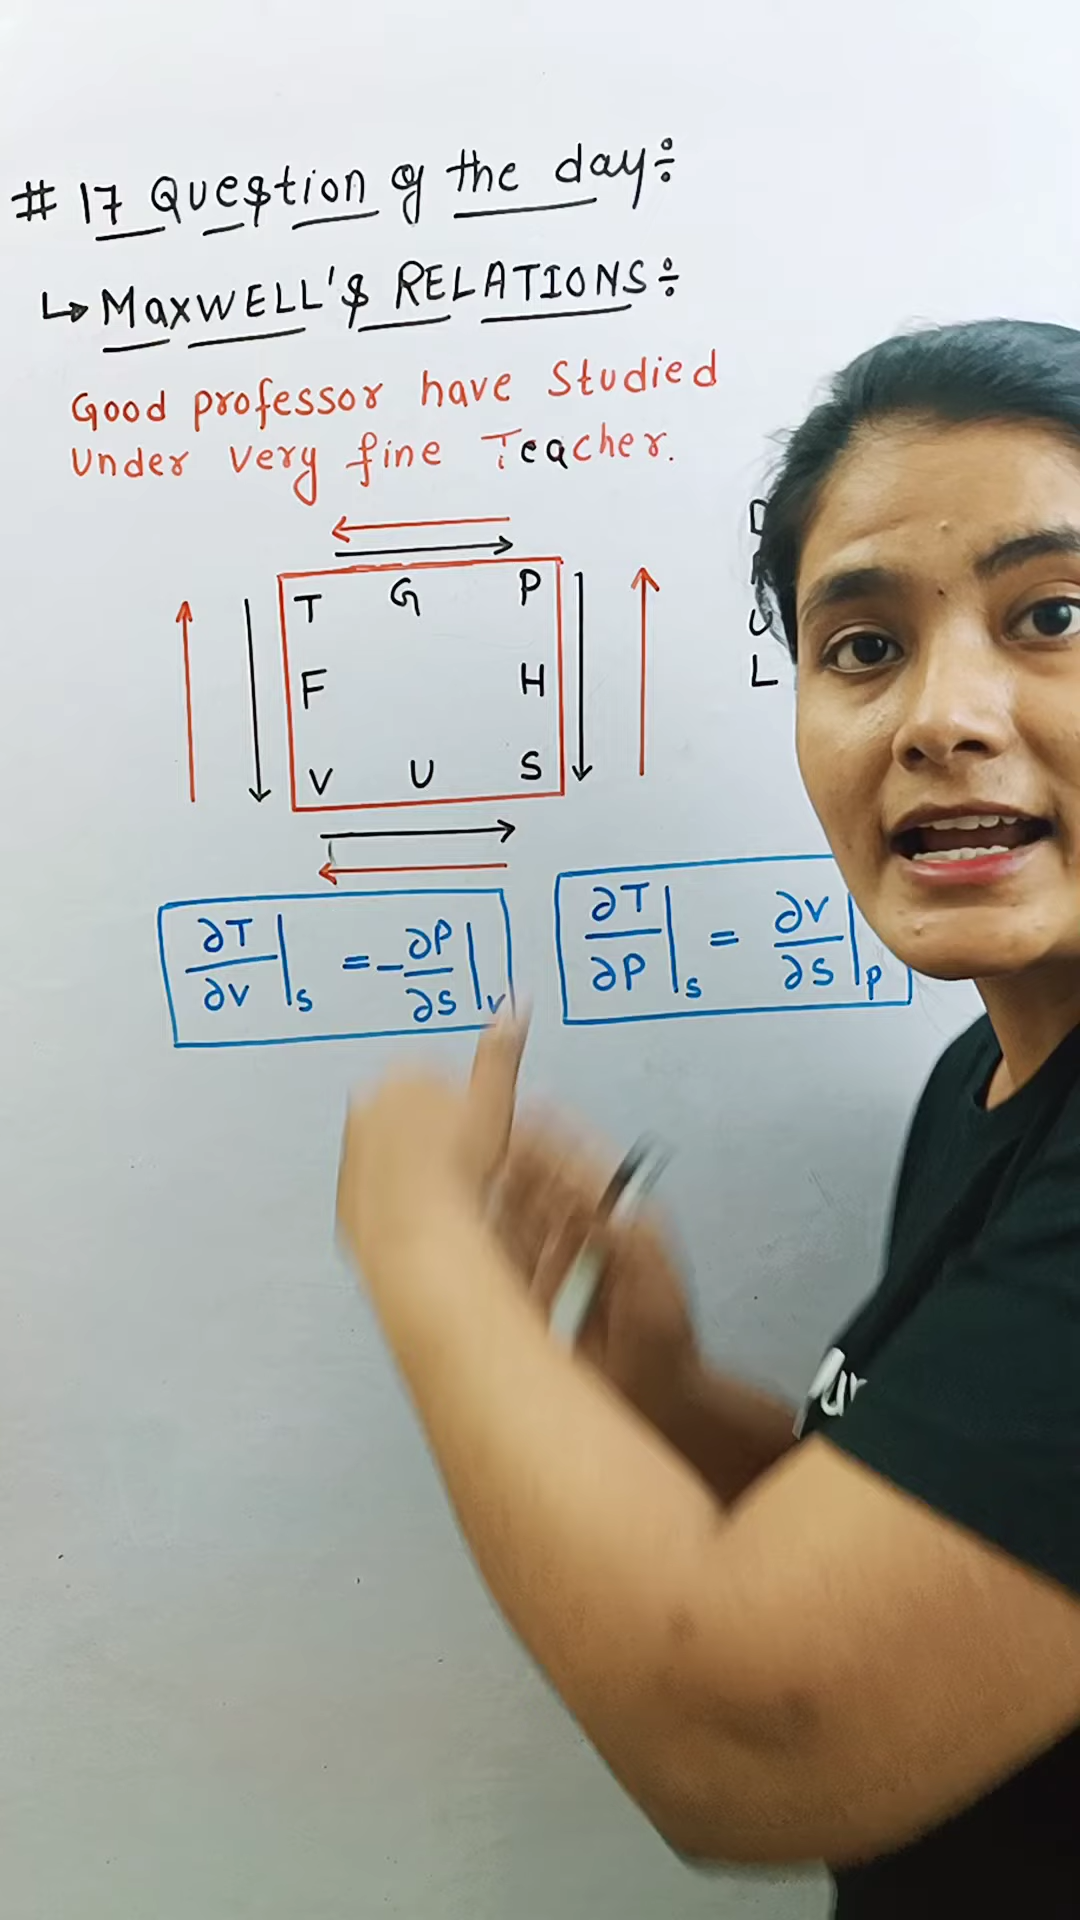 # 17 Question of the day ÷
↳ MaxWELL'S RELATIONS ÷
Good professor have Studied
Under very fine Teacher.
T G P
F H
V U S
L
∂T/∂V|s = -∂P/∂S|v
∂T/∂P|s = ∂V/∂S|p